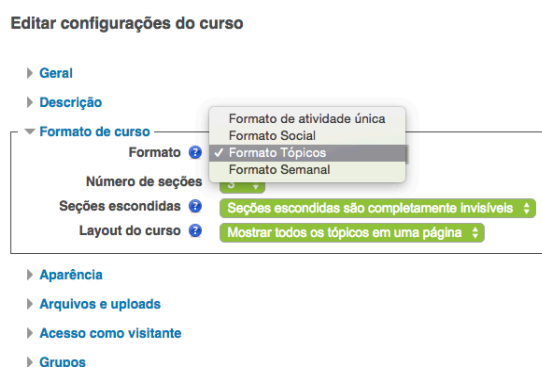 Editar configurações do curso
Geral
Descrição
Formato de curso
Formato de atividade única
Formato Social
Formato ? ✓ Formato Tópicos
Formato Semanal
Número de seções
Seções escondidas ? Seções escondidas são completamente invisíveis
Layout do curso ? Mostrar todos os tópicos em uma página
Aparência
Arquivos e uploads
Acesso como visitante
Grupos